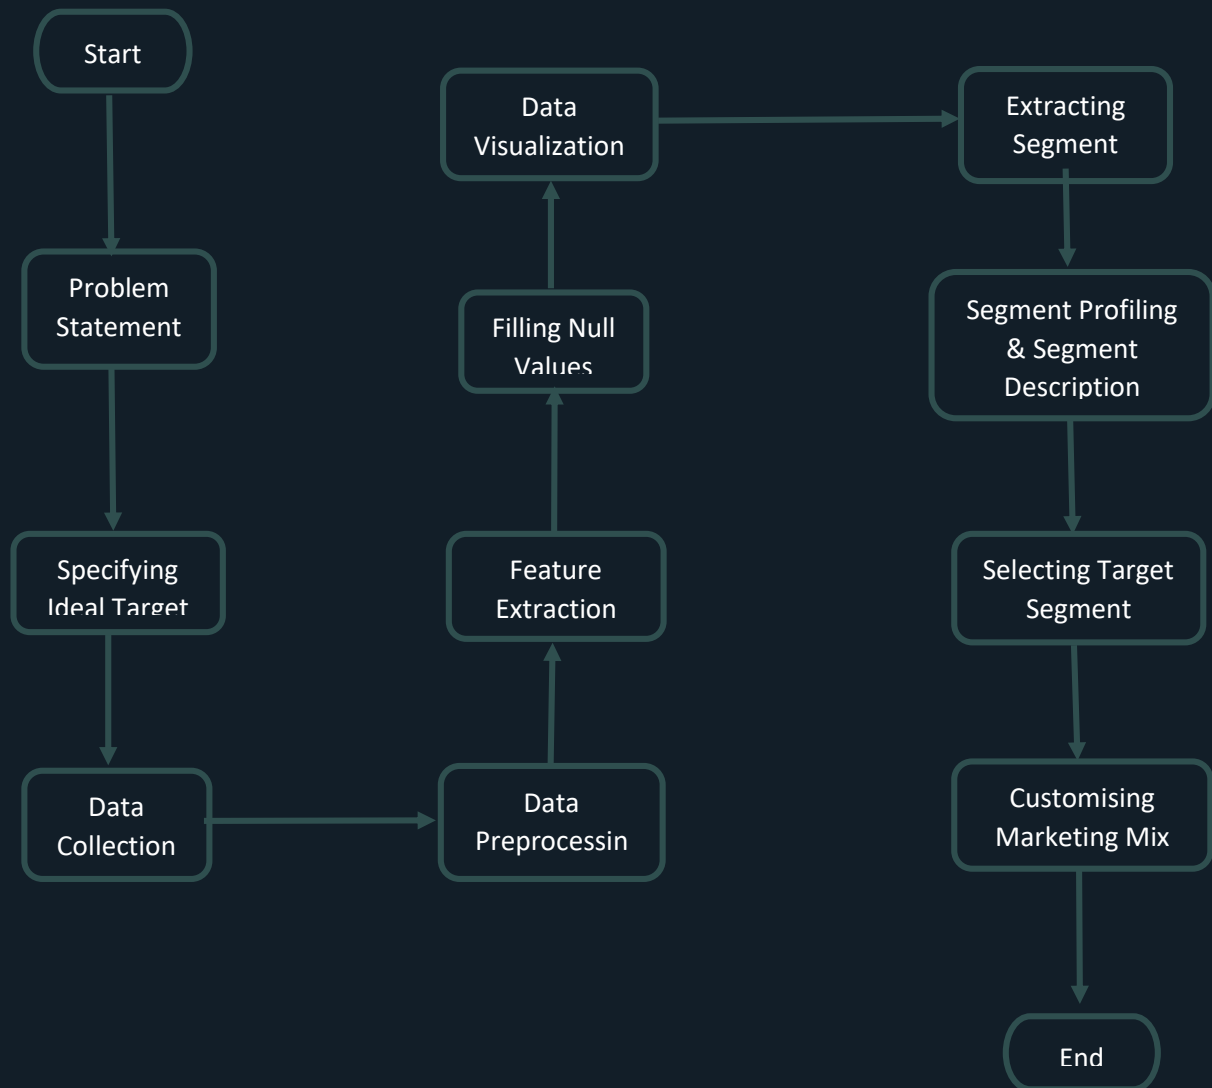 Start
Problem
Statement
Specifying
Ideal Target
Data
Collection
Data
Preprocessin
Feature
Extraction
Filling Null
Values
Data
Visualization
Extracting
Segment
Segment Profiling
& Segment
Description
Selecting Target
Segment
Customising
Marketing Mix
End